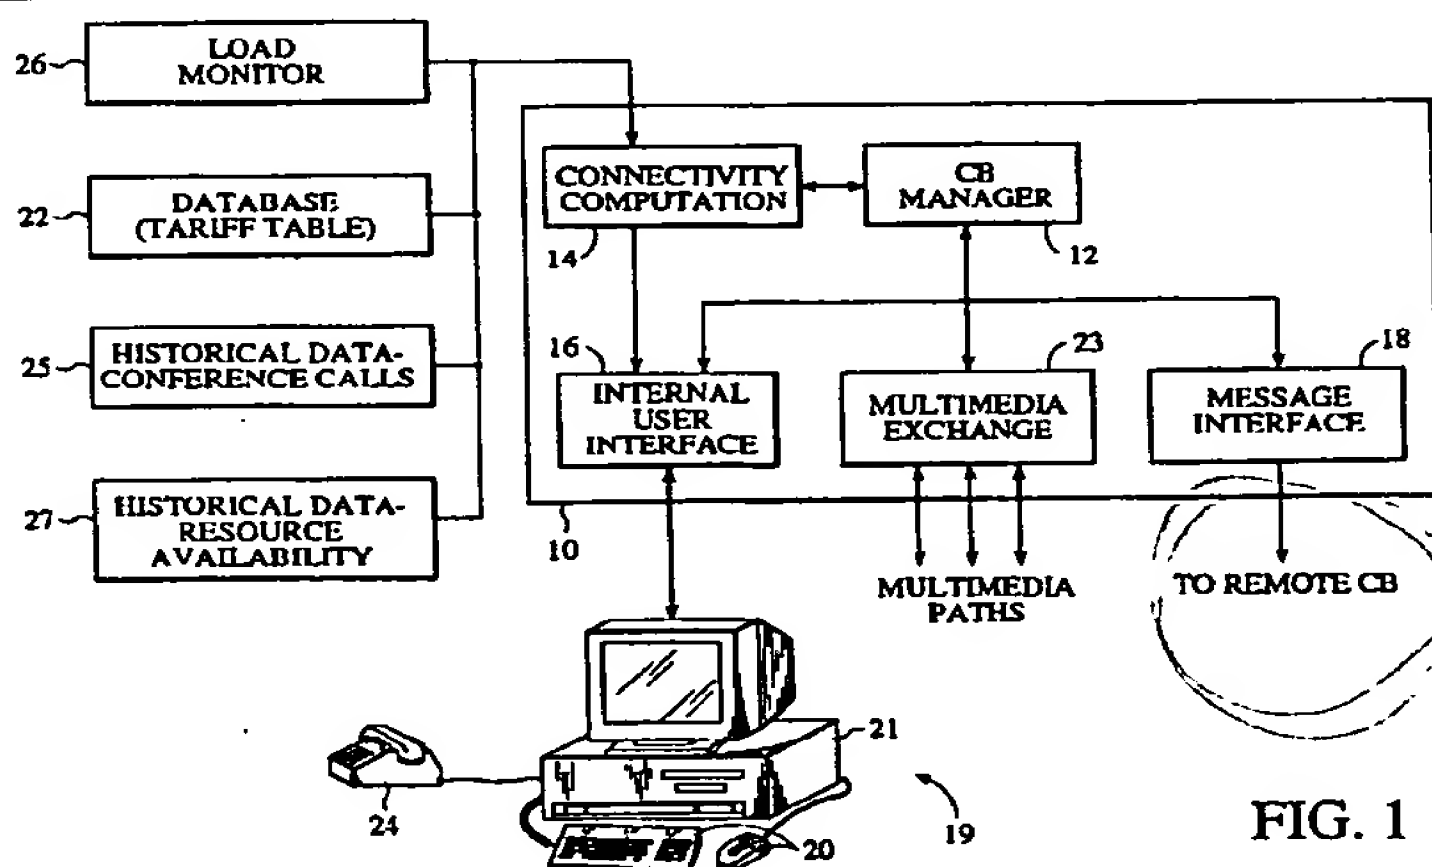 26
LOAD
MONITOR
22
DATABASE
(TARIFF TABLE)
25
HISTORICAL DATA-
CONFERENCE CALLS
27
HISTORICAL DATA-
RESOURCE
AVAILABILITY
CONNECTIVITY
COMPUTATION
14
CB
MANAGER
12
16
INTERNAL
USER
INTERFACE
23
MULTIMEDIA
EXCHANGE
18
MESSAGE
INTERFACE
10
MULTIMEDIA
PATHS
TO REMOTE CB
21
24
20
19
FIG. 1